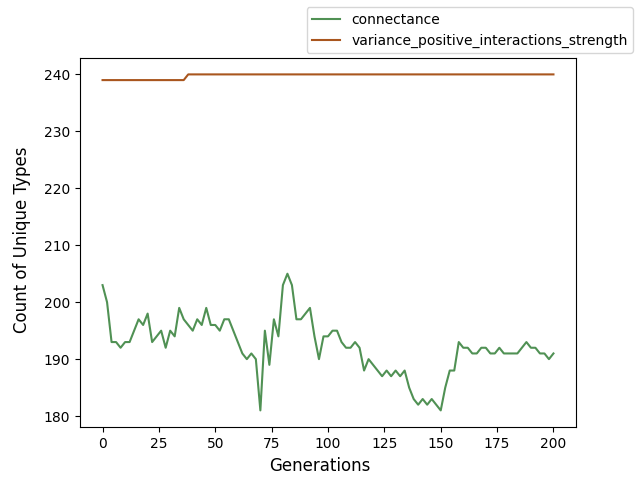 connectance
variance_positive_interactions_strength
240
230
220
210
200
190
180
Count of Unique Types
0 25 50 75 100 125 150 175 200
Generations